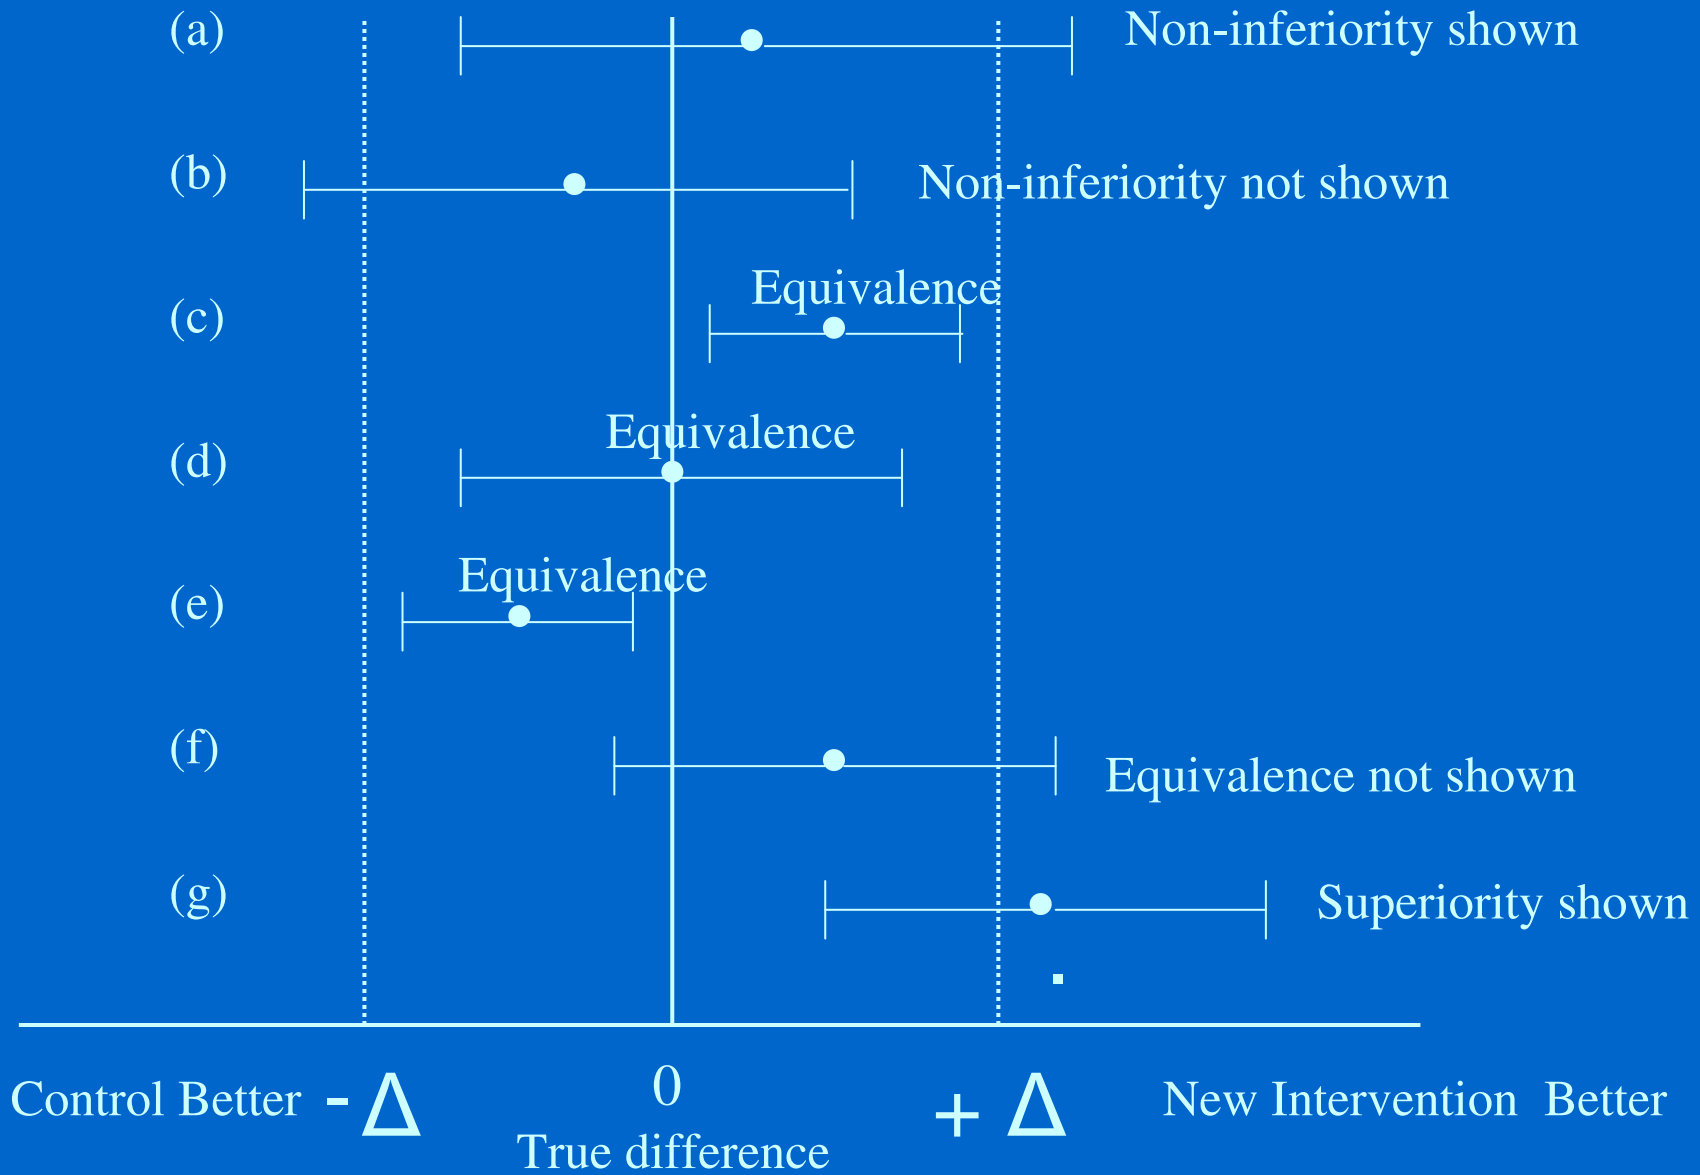 (a) Non-inferiority shown
(b) Non-inferiority not shown
Equivalence
(c)
Equivalence
(d)
Equivalence
(e)
(f) Equivalence not shown
(g) Superiority shown
Control Better - Δ 0 + Δ New Intervention Better
True difference